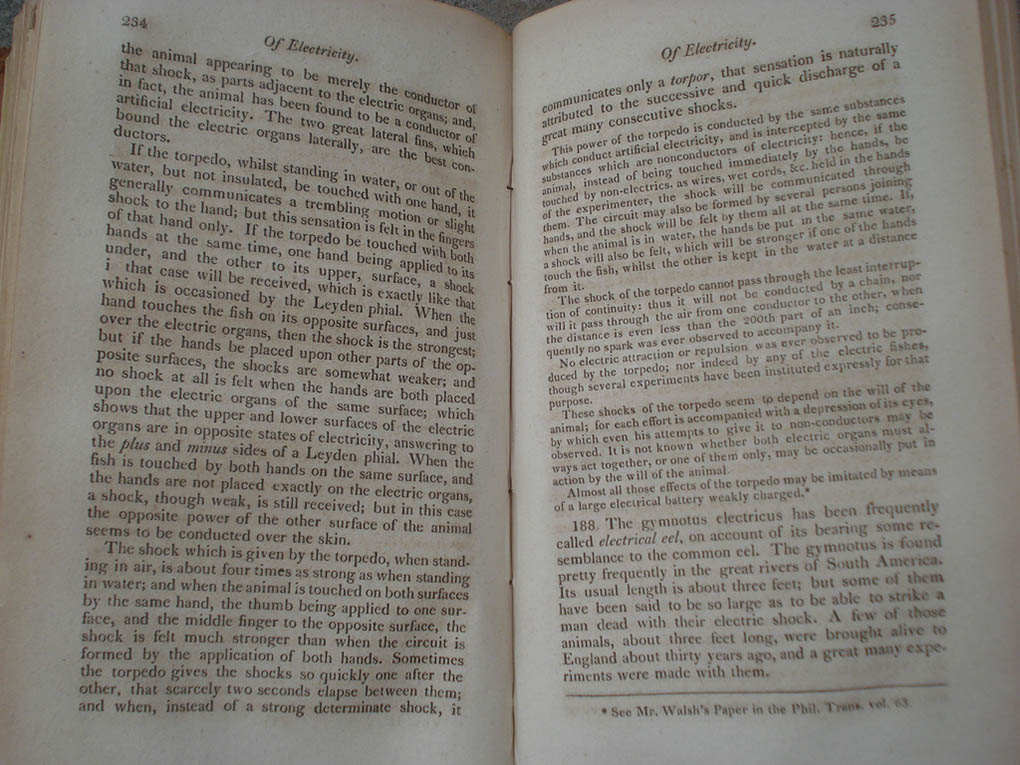 234
Of Electricity.
the animal appearing to be merely the conductor of
that shock, as parts adjacent to the electric organs; and,
in fact, the animal has been found to be a conductor of
artificial electricity. The two great lateral fins, which
bound the electric organs laterally, are the best con-
ductors.
If the torpedo, whilst standing in water, or out of the
water, but not insulated, be touched with one hand, it
generally communicates a trembling motion or slight
shock to the hand; but this sensation is felt in the fingers
of that hand only. If the torpedo be touched with both
hands at the same time, one hand being applied to its
under, and the other to its upper, surface, a shock
i that case will be received, which is exactly like that
which is occasioned by the Leyden phial. When the
hand touches the fish on its opposite surfaces, and just
over the electric organs, then the shock is the strongest;
but if the hands be placed upon other parts of the op-
posite surfaces, the shocks are somewhat weaker; and
no shock at all is felt when the hands are both placed
upon the electric organs of the same surface; which
shows that the upper and lower surfaces of the electric
organs are in opposite states of electricity, answering to
the plus and minus sides of a Leyden phial. When the
fish is touched by both hands on the same surface, and
the hands are not placed exactly on the electric organs,
a shock, though weak, is still received; but in this case
the opposite power of the other surface of the animal
seems to be conducted over the skin.
The shock which is given by the torpedo, when stand-
ing in air, is about four times as strong as when standing
in water; and when the animal is touched on both surfaces
by the same hand, the thumb being applied to one sur-
face, and the middle finger to the opposite surface, the
shock is felt much stronger than when the circuit is
formed by the application of both hands. Sometimes
the torpedo gives the shocks so quickly one after the
other, that scarcely two seconds elapse between them;
and when, instead of a strong determinate shock, it
235
Of Electricity.
communicates only a torpor, that sensation is naturally
attributed to the successive and quick discharge of a
great many consecutive shocks.
This power of the torpedo is conducted by the same substances
which conduct artificial electricity, and is intercepted by the same
substances which are nonconductors of electricity: hence, if the
animal, instead of being touched immediately by the hands, be
touched by non-electrics, as wires, wet cords, &c. held in the hands
of the experimenter, the shock will be communicated through
them. The circuit may also be formed by several persons joining
hands, and the shock will be felt by them all at the same time. If,
when the animal is in water, the hands be put in the same water,
a shock will also be felt, which will be stronger if one of the hands
touch the fish, whilst the other is kept in the water at a distance
from it.
The shock of the torpedo cannot pass through the least interrup-
tion of continuity: thus it will not be conducted by a chain, nor
will it pass through the air from one conductor to the other, when
the distance is even less than the 200th part of an inch; conse-
quently no spark was ever observed to accompany it.
No electric attraction or repulsion was ever observed to be pro-
duced by the torpedo; nor indeed by any of the electric fishes,
though several experiments have been instituted expressly for that
purpose.
These shocks of the torpedo seem to depend on the will of the
animal; for each effort is accompanied with a depression of its eyes,
by which even his attempts to give it to non-conductors may be
observed. It is not known whether both electric organs must al-
ways act together, or one of them only, may be occasionally put in
action by the will of the animal.
Almost all those effects of the torpedo may be imitated by means
of a large electrical battery weakly charged.*
188. The gymnotus electricus has been frequently
called electrical eel, on account of its bearing some re-
semblance to the common eel. The gymnotus is found
pretty frequently in the great rivers of South America.
Its usual length is about three feet; but some of them
have been said to be so large as to be able to strike a
man dead with their electric shock. A few of those
animals, about three feet long, were brought alive to
England about thirty years ago, and a great many expe-
riments were made with them.
* See Mr. Walsh's Paper in the Phil. Trans. vol. 63